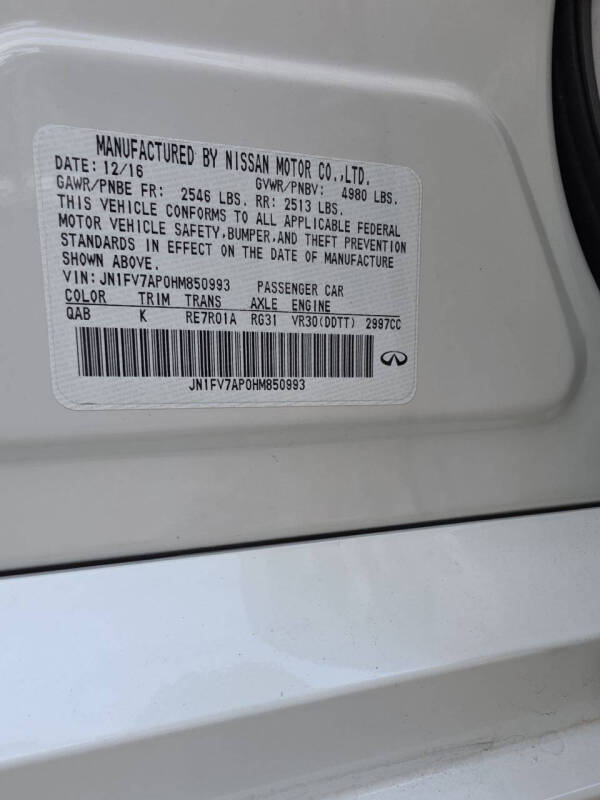 MANUFACTURED BY NISSAN MOTOR CO.,LTD.
DATE: 12/16 GVWR/PNBV: 4980 LBS.
GAWR/PNBE FR: 2546 LBS. RR: 2513 LBS.
THIS VEHICLE CONFORMS TO ALL APPLICABLE FEDERAL
MOTOR VEHICLE SAFETY,BUMPER,AND THEFT PREVENTION
STANDARDS IN EFFECT ON THE DATE OF MANUFACTURE
SHOWN ABOVE.
VIN: JN1FV7AP0HM850993 PASSENGER CAR
COLOR TRIM TRANS AXLE ENGINE
QAB K RE7R01A RG31 VR30(DDTT) 2997CC
JN1FV7AP0HM850993